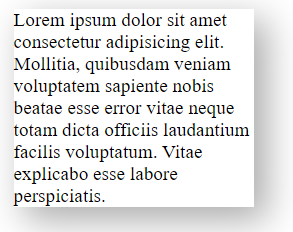 Lorem ipsum dolor sit amet
consectetur adipisicing elit.
Mollitia, quibusdam veniam
voluptatem sapiente nobis
beatae esse error vitae neque
totam dicta officiis laudantium
facilis voluptatum. Vitae
explicabo esse labore
perspiciatis.